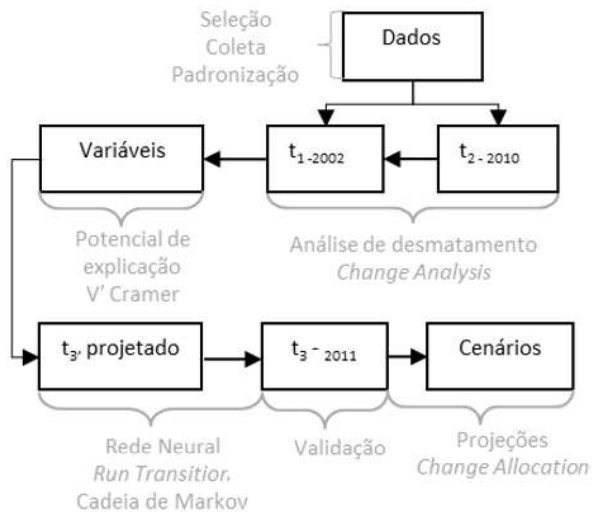 Seleção
Coleta
Padronização
Dados
Variáveis
t1-2002
t2 - 2010
Potencial de
explicação
V' Cramer
Análise de desmatamento
Change Analysis
t3, projetado
t3 - 2011
Cenários
Rede Neural
Run Transition,
Cadeia de Markov
Validação
Projeções
Change Allocation